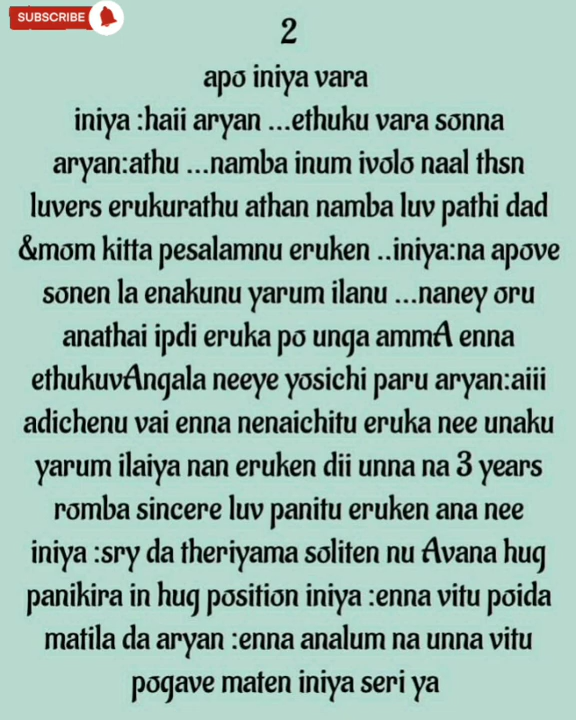 SUBSCRIBE
2
apo iniya vara
iniya :haii aryan ...ethuku vara sonna
aryan:athu ...namba inum ivolo naal thsn
luvers erukurathu athan namba luv pathi dad
&mom kitta pesalamnu eruken ..iniya:na apove
sonen la enakunu yarum ilanu ...naney oru
anathai ipdi eruka po unga ammA enna
ethukuvAngala neeye yosichi paru aryan:aiii
adichenu vai enna nenaichitu eruka nee unaku
yarum ilaiya nan eruken dii unna na 3 years
romba sincere luv panitu eruken ana nee
iniya :sry da theriyama soliten nu Avana hug
panikira in hug position iniya :enna vitu poida
matila da aryan :enna analum na unna vitu
pogave maten iniya seri ya